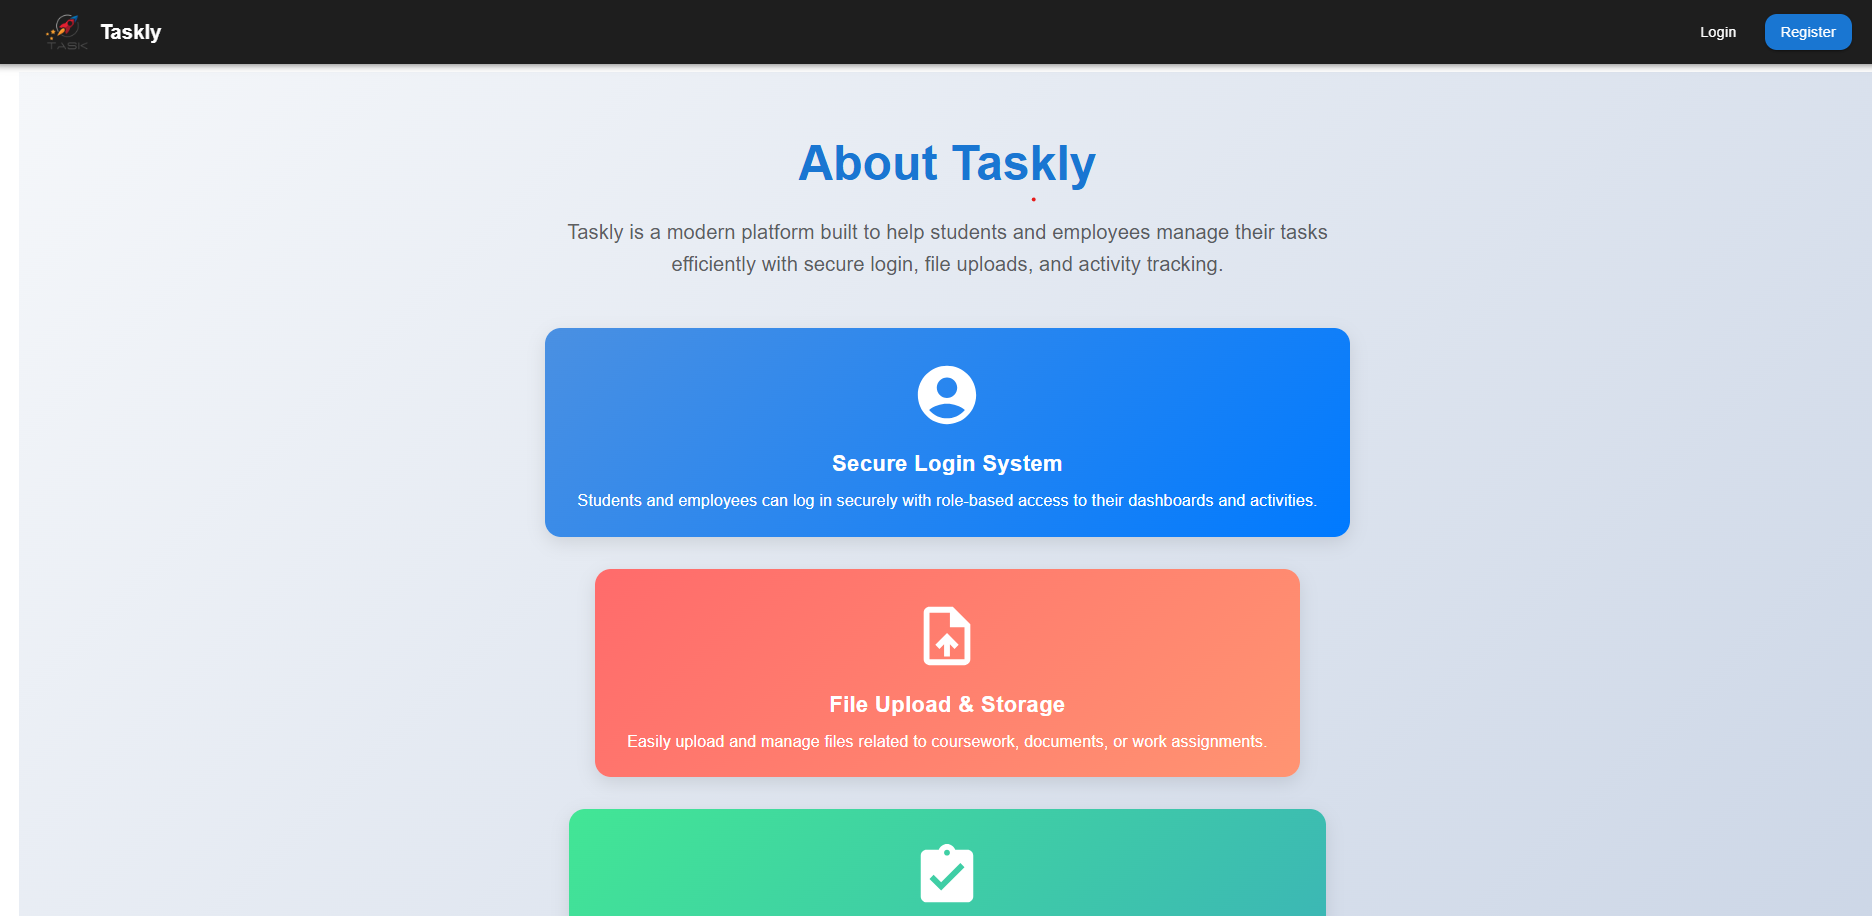 TASK
Taskly
Login
Register
About Taskly
Taskly is a modern platform built to help students and employees manage their tasks
efficiently with secure login, file uploads, and activity tracking.
Secure Login System
Students and employees can log in securely with role-based access to their dashboards and activities.
File Upload & Storage
Easily upload and manage files related to coursework, documents, or work assignments.